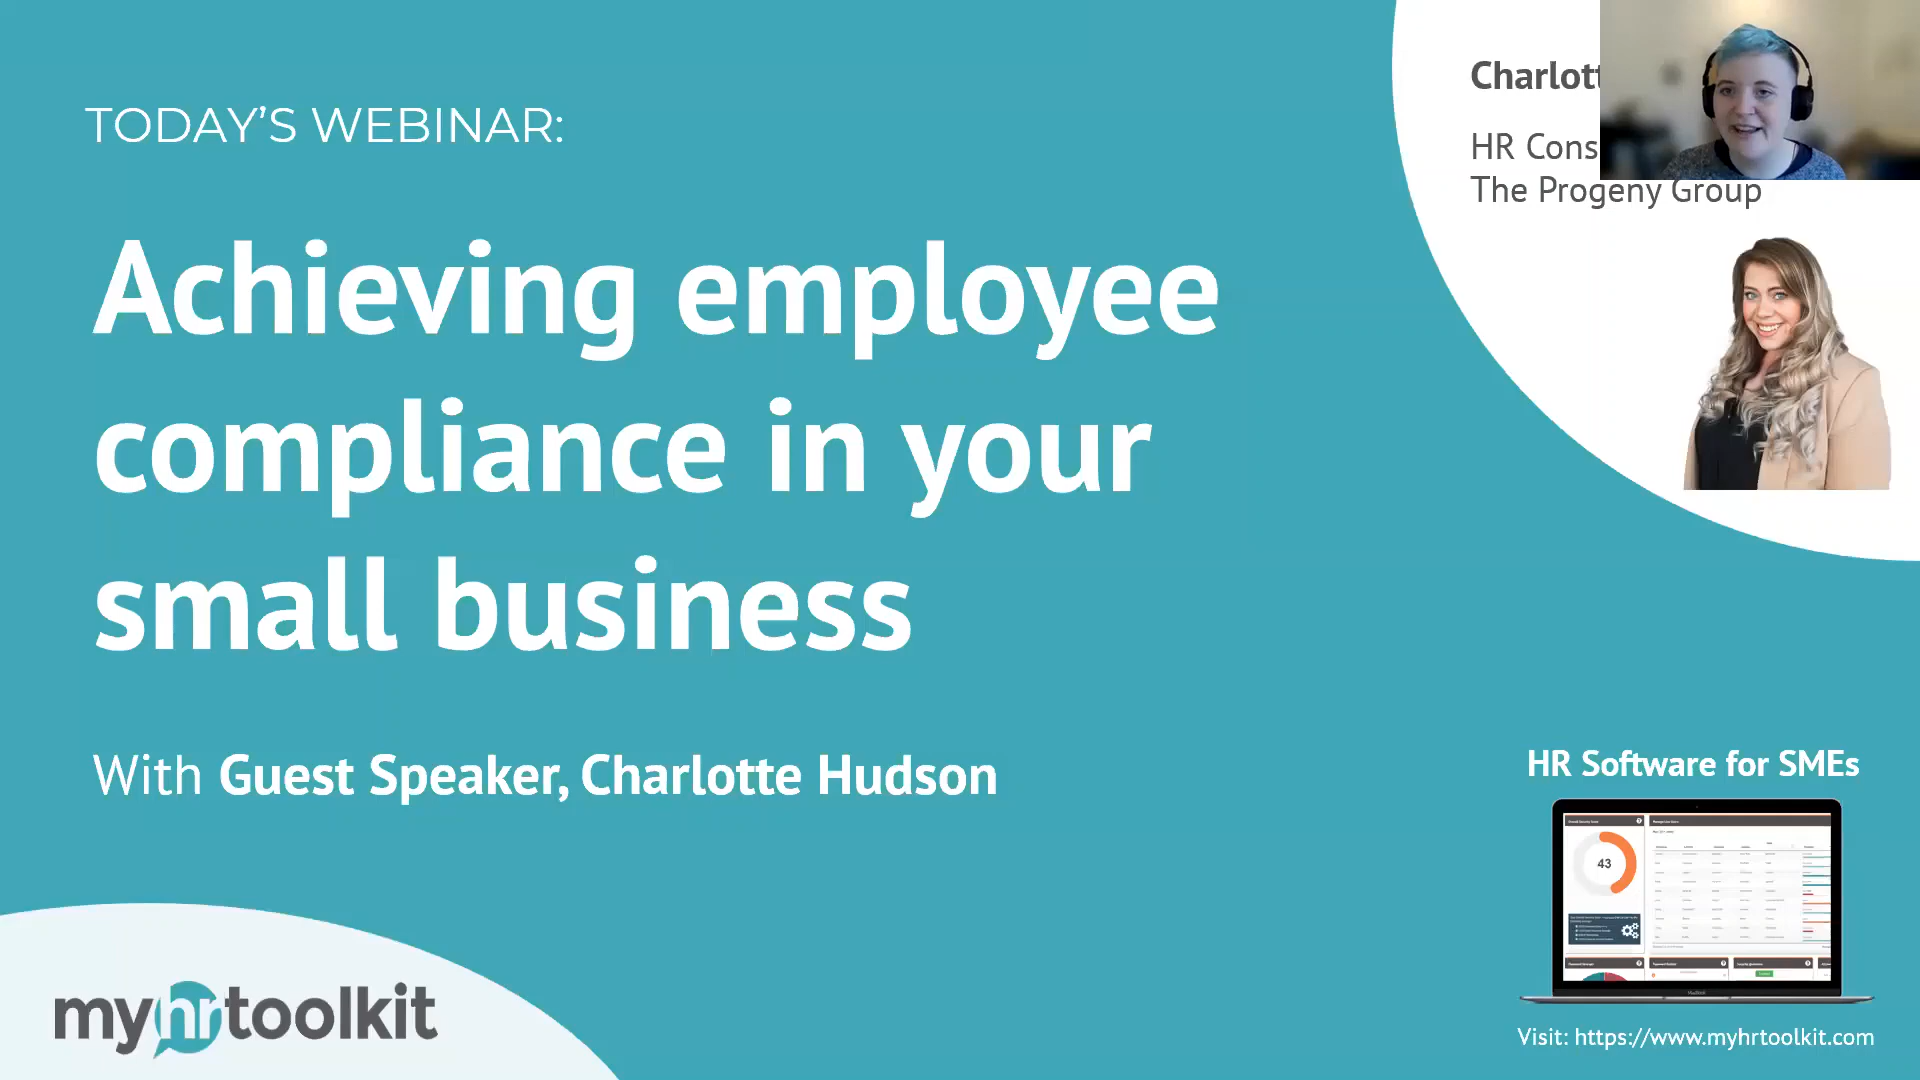 TODAY'S WEBINAR:
Achieving employee
compliance in your
small business
With Guest Speaker, Charlotte Hudson
Charlott
HR Cons
The Progeny Group
HR Software for SMEs
43
Visit: https://www.myhrtoolkit.com
myhrtoolkit